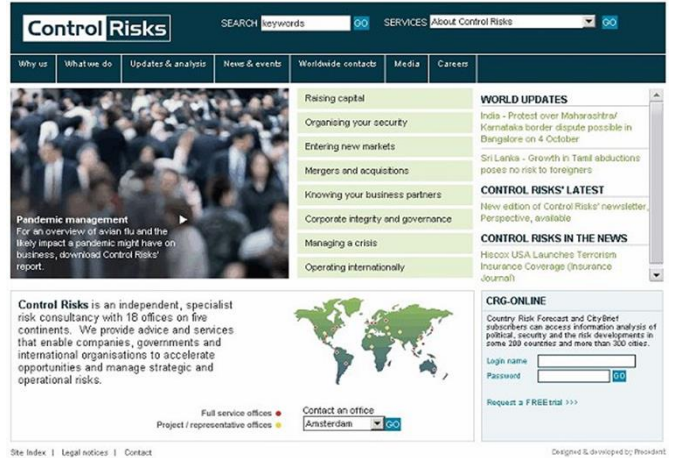 Control Risks
SEARCH keywords GO SERVICES About Control Risks GO
Why us What we do Updates & analysis News & events Worldwide contacts Media Careers
Pandemic management
For an overview of avian flu and the
likely impact a pandemic might have on
business, download Control Risks'
report.
Raising capital
Organising your security
Entering new markets
Mergers and acquisitions
Knowing your business partners
Corporate integrity and governance
Managing a crisis
Operating internationally
WORLD UPDATES
India - Protest over Maharashtra/
Karnataka border dispute possible in
Bangalore on 4 October
Sri Lanka - Growth in Tamil abductions
poses no risk to foreigners
CONTROL RISKS' LATEST
New edition of Control Risks' newsletter,
Perspective, available
CONTROL RISKS IN THE NEWS
Hiscox USA Launches Terrorism
Insurance Coverage (Insurance
Journal)
Control Risks is an independent, specialist
risk consultancy with 18 offices on five
continents. We provide advice and services
that enable companies, governments and
international organisations to accelerate
opportunities and manage strategic and
operational risks.
Full service offices
Project / representative offices
Contact an office
Amsterdam GO
CRG-ONLINE
Country Risk Forecast and CityBrief
subscribers can access information analysis of
political, security and the risk developments in
some 200 countries and more than 300 cities.
Login name
Password GO
Request a FREE trial >>>
Site Index | Legal notices | Contact
Designed & developed by Precedent